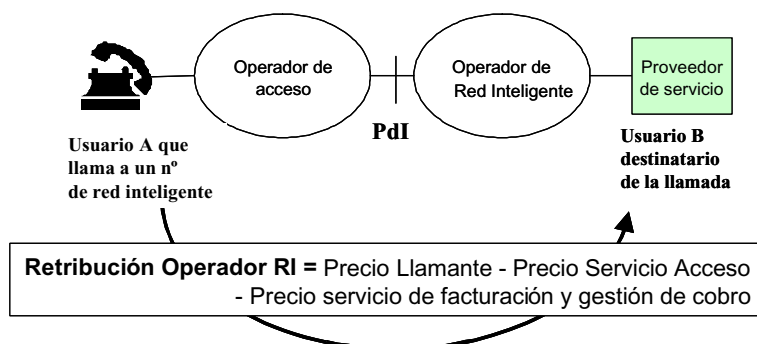 Operador de
acceso
Operador de
Red Inteligente
Proveedor
de servicio
PdI
Usuario A que
llama a un nº
de red inteligente
Usuario B
destinatario
de la llamada
Retribución Operador RI = Precio Llamante - Precio Servicio Acceso
- Precio servicio de facturación y gestión de cobro